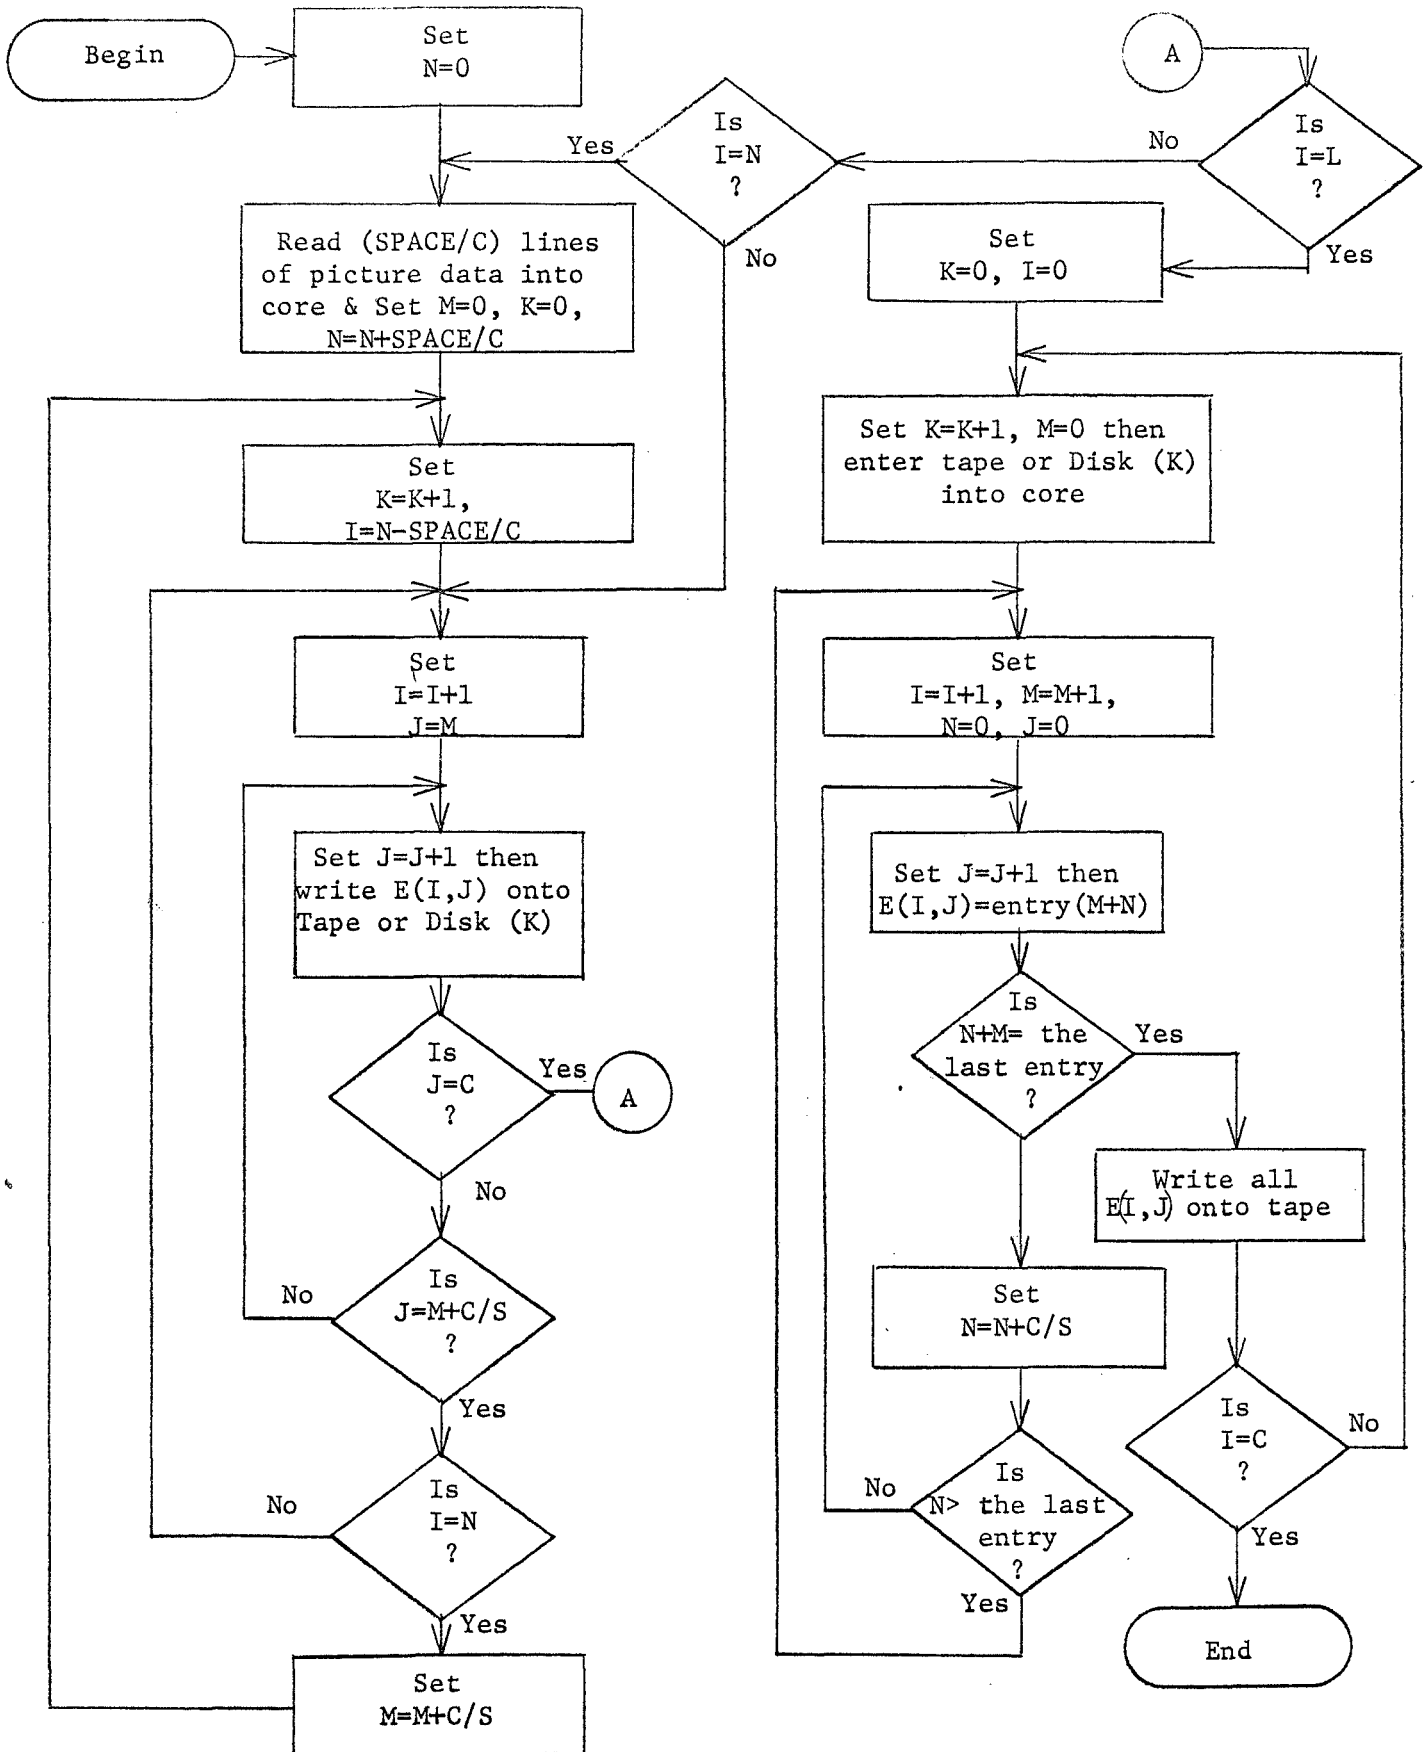 Begin
Set
N=0
Yes
Is
I=N
?
No
A
No
Is
I=L
?
Yes
Read (SPACE/C) lines
of picture data into
core & Set M=0, K=0,
N=N+SPACE/C
Set
K=K+1,
I=N-SPACE/C
Set
I=I+1
J=M
Set J=J+1 then
write E(I,J) onto
Tape or Disk (K)
Is
J=C
?
Yes
A
No
Is
J=M+C/S
?
No
Yes
Is
I=N
?
No
Yes
Set
M=M+C/S
Set
K=0, I=0
Set K=K+1, M=0 then
enter tape or Disk (K)
into core
Set
I=I+1, M=M+1,
N=0, J=0
Set J=J+1 then
E(I,J)=entry(M+N)
Is
N+M= the
last entry
?
Yes
Write all
E(I,J) onto tape
Set
N=N+C/S
Is
N> the last
entry
?
No
Yes
Is
I=C
?
No
Yes
End